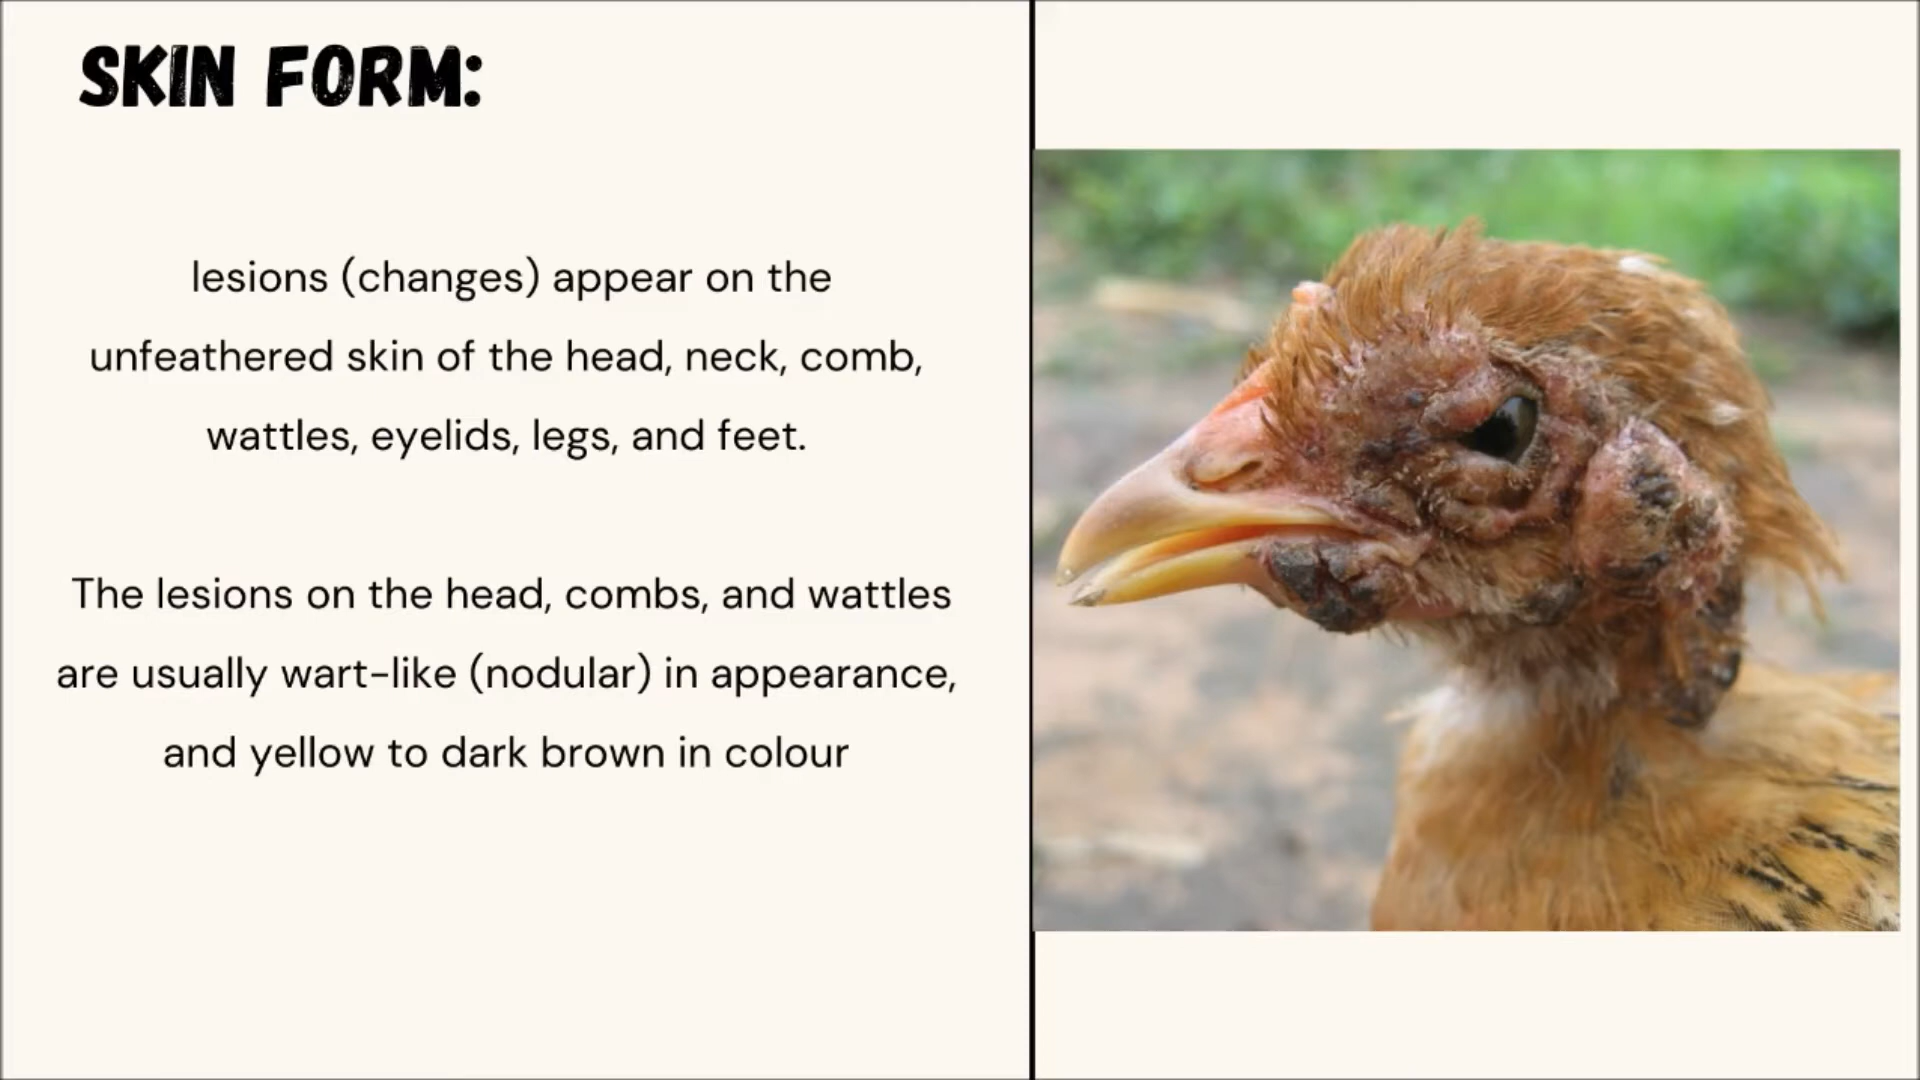 SKIN FORM:
lesions (changes) appear on the
unfeathered skin of the head, neck, comb,
wattles, eyelids, legs, and feet.
The lesions on the head, combs, and wattles
are usually wart-like (nodular) in appearance,
and yellow to dark brown in colour